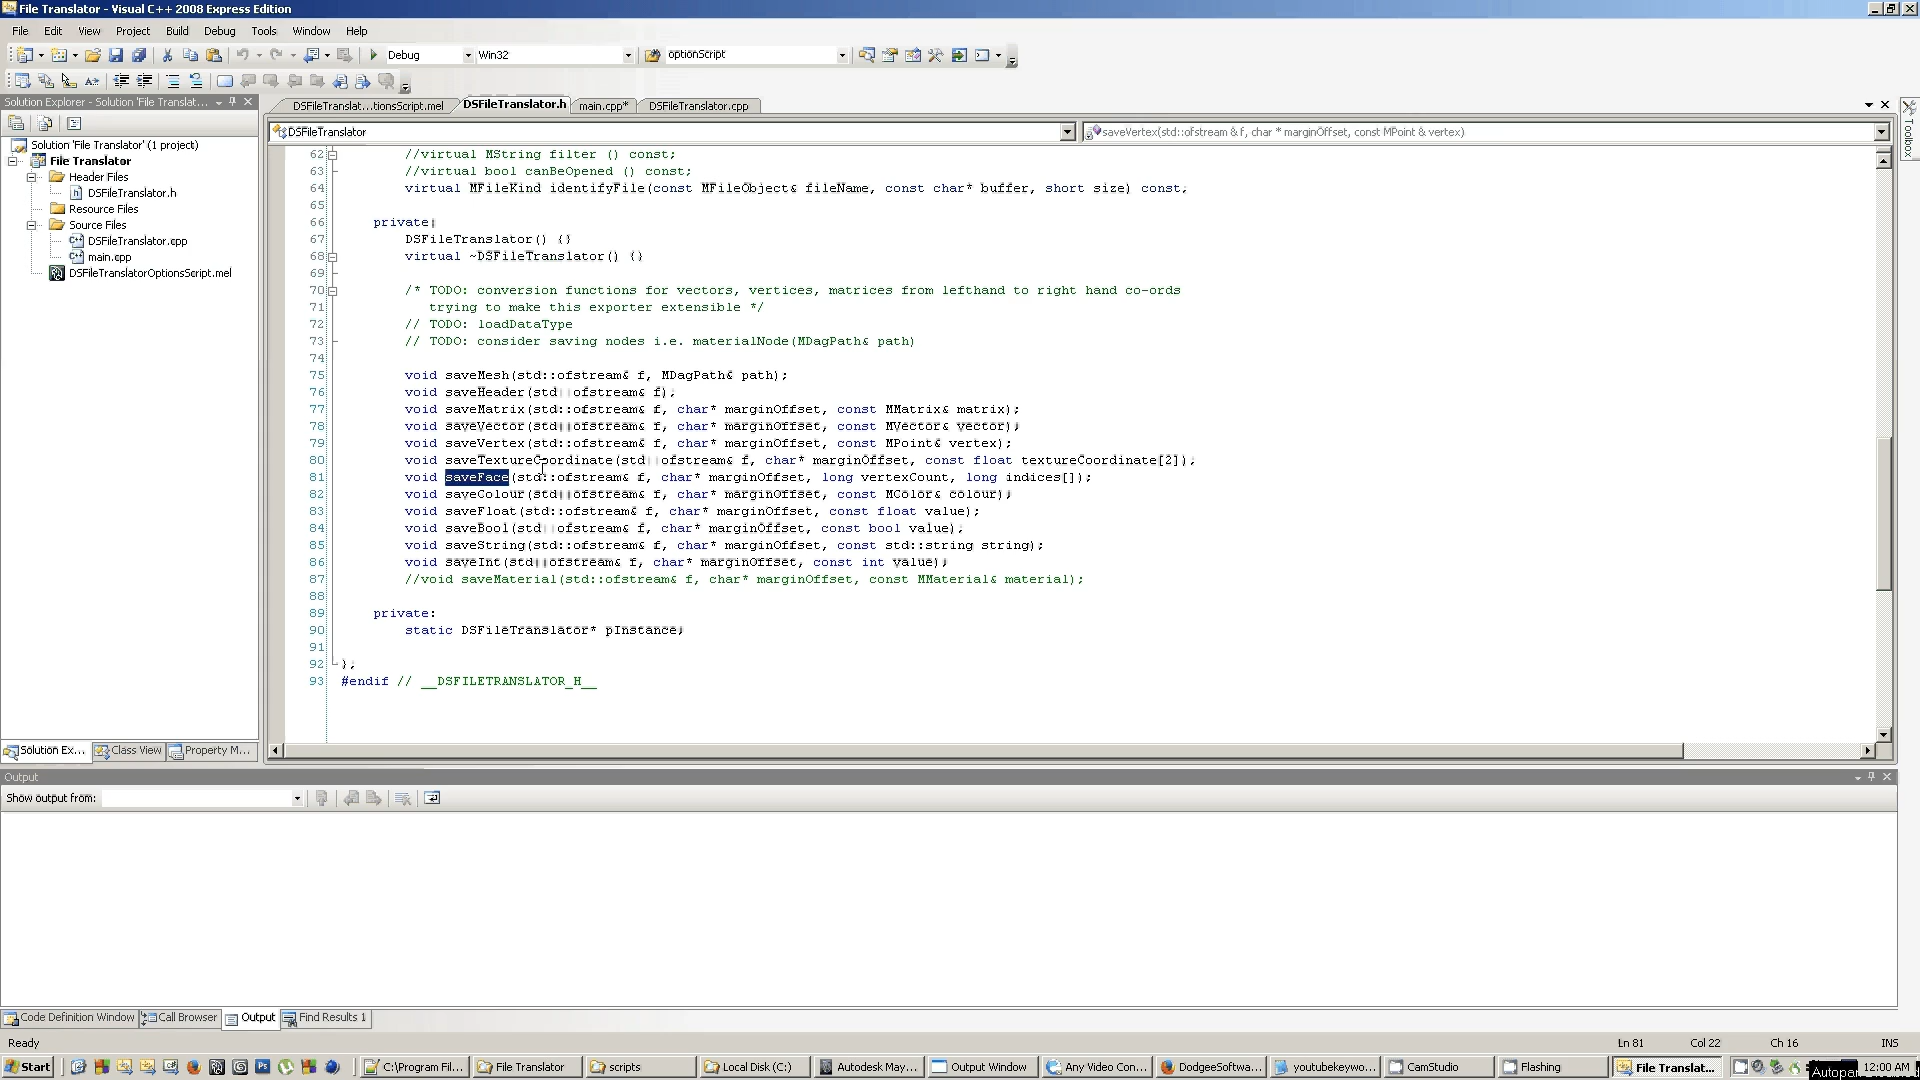 File Translator - Visual C++ 2008 Express Edition
File Edit View Project Build Debug Tools Window Help
Debug Win32 optionScript
Solution Explorer - Solution 'File Translat...
DSFileTranslat...tionsScript.mel DSFileTranslator.h main.cpp* DSFileTranslator.cpp
DSFileTranslator saveVertex(std::ofstream & f, char * marginOffset, const MPoint & vertex)
Toolbox
Solution 'File Translator' (1 project)
File Translator
Header Files
DSFileTranslator.h
Resource Files
Source Files
DSFileTranslator.cpp
main.cpp
DSFileTranslatorOptionsScript.mel
Solution Ex... Class View Property M...
62 //virtual MString filter () const;
63 //virtual bool canBeOpened () const;
64 virtual MFileKind identifyFile(const MFileObject& fileName, const char* buffer, short size) const;
65
66 private:
67 DSFileTranslator() {}
68 virtual ~DSFileTranslator() {}
69
70 /* TODO: conversion functions for vectors, vertices, matrices from lefthand to right hand co-ords
71 trying to make this exporter extensible */
72 // TODO: loadDataType
73 // TODO: consider saving nodes i.e. materialNode(MDagPath& path)
74
75 void saveMesh(std::ofstream& f, MDagPath& path);
76 void saveHeader(std::ofstream& f);
77 void saveMatrix(std::ofstream& f, char* marginOffset, const MMatrix& matrix);
78 void saveVector(std::ofstream& f, char* marginOffset, const MVector& vector);
79 void saveVertex(std::ofstream& f, char* marginOffset, const MPoint& vertex);
80 void saveTextureCoordinate(std::ofstream& f, char* marginOffset, const float textureCoordinate[2]);
81 void saveFace(std::ofstream& f, char* marginOffset, long vertexCount, long indices[]);
82 void saveColour(std::ofstream& f, char* marginOffset, const MColor& colour);
83 void saveFloat(std::ofstream& f, char* marginOffset, const float value);
84 void saveBool(std::ofstream& f, char* marginOffset, const bool value);
85 void saveString(std::ofstream& f, char* marginOffset, const std::string string);
86 void saveInt(std::ofstream& f, char* marginOffset, const int value);
87 //void saveMaterial(std::ofstream& f, char* marginOffset, const MMaterial& material);
88
89 private:
90 static DSFileTranslator* pInstance;
91
92 };
93 #endif // __DSFILETRANSLATOR_H__
Output
Show output from:
Code Definition Window Call Browser Output Find Results 1
Ready Ln 81 Col 22 Ch 16 INS
Start C:\Program Fil... File Translator scripts Local Disk (C:) Autodesk May... Output Window Any Video Con... DodgeeSoftwa... youtubekeywo... CamStudio Flashing File Translat... 12:00 AM